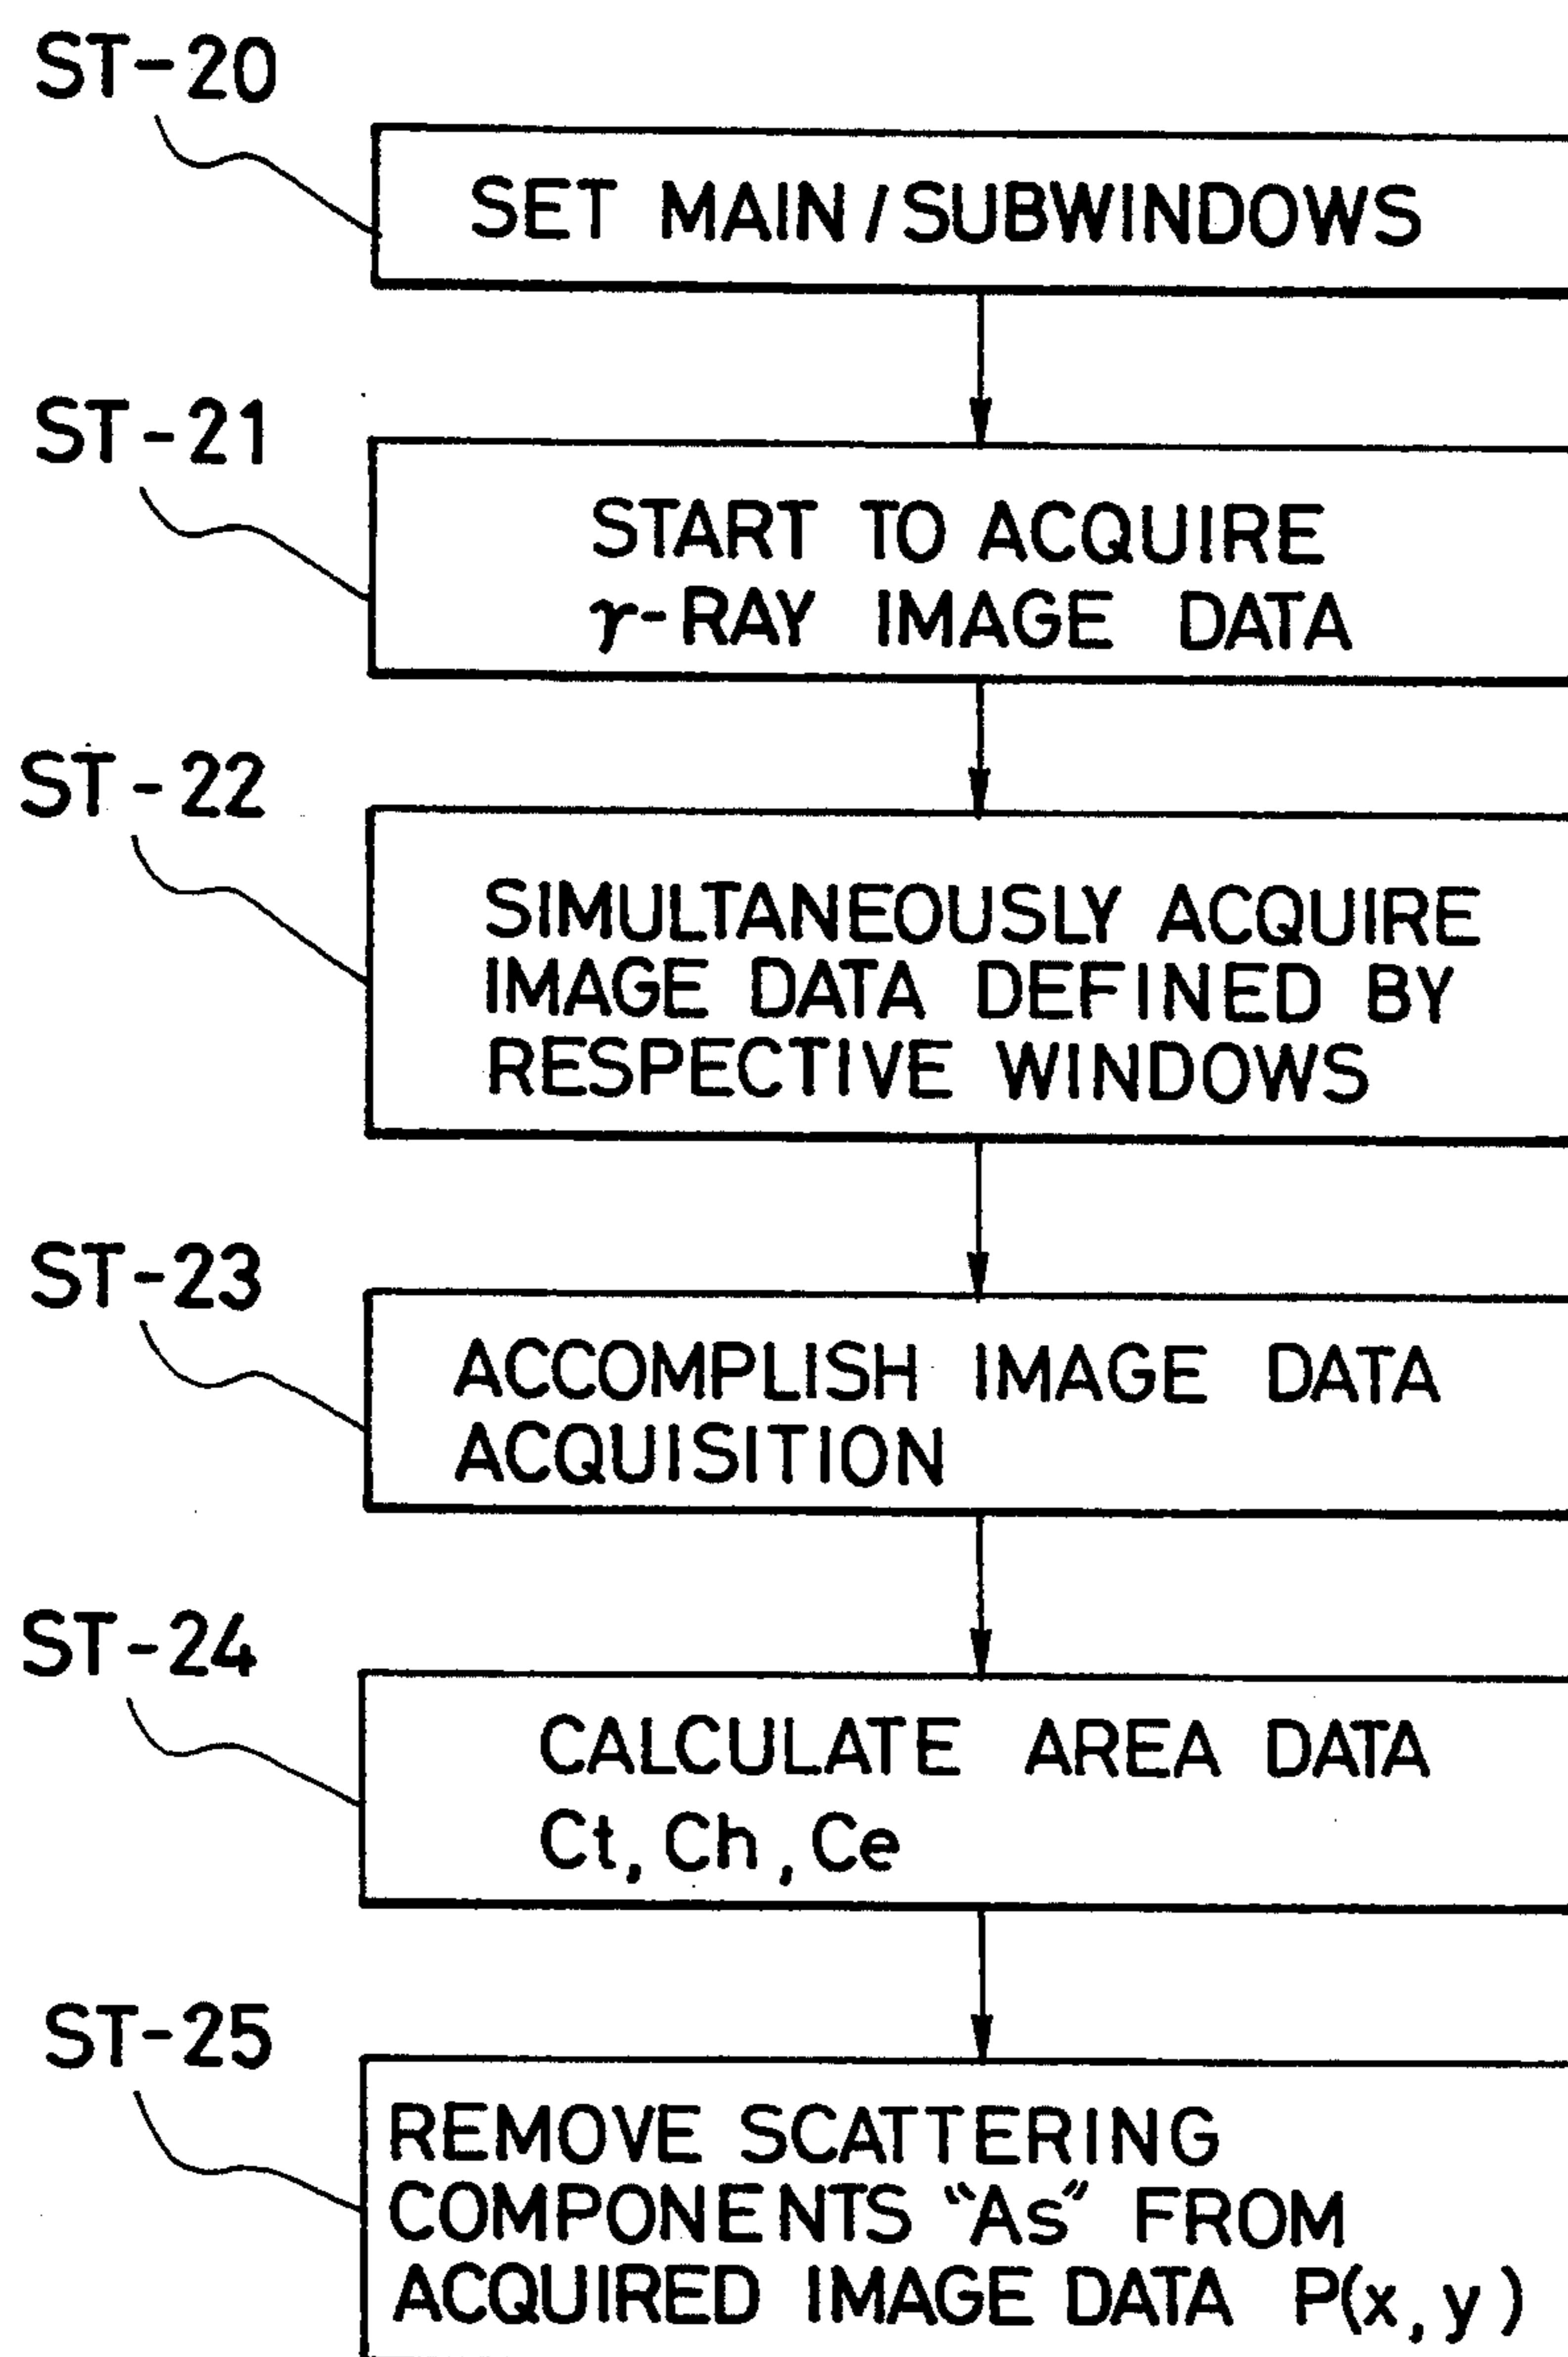 ST-20
SET MAIN/SUBWINDOWS
ST-21
START TO ACQUIRE
γ-RAY IMAGE DATA
ST-22
SIMULTANEOUSLY ACQUIRE
IMAGE DATA DEFINED BY
RESPECTIVE WINDOWS
ST-23
ACCOMPLISH IMAGE DATA
ACQUISITION
ST-24
CALCULATE AREA DATA
Ct, Ch, Ce
ST-25
REMOVE SCATTERING
COMPONENTS “As” FROM
ACQUIRED IMAGE DATA P(x, y)